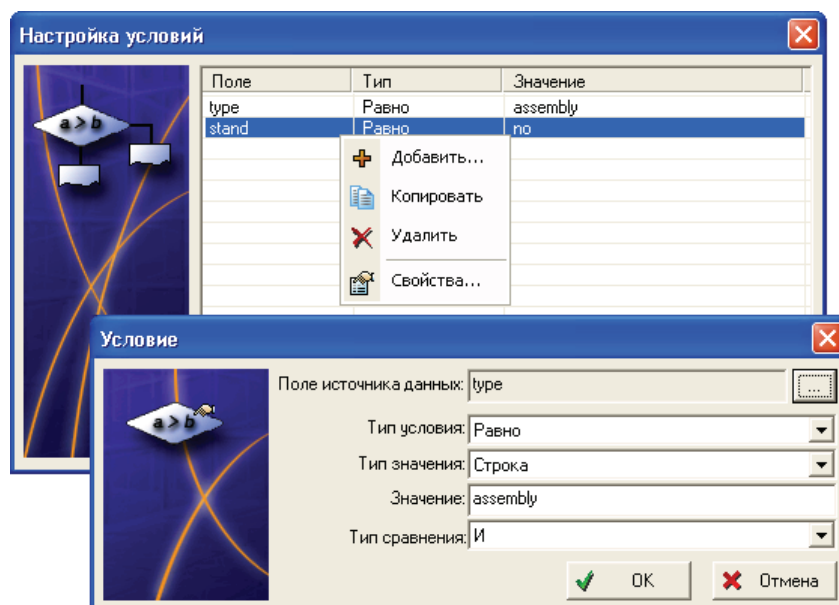 Настройка условий
a > b
Поле Тип Значение
type Равно assembly
stand Равно no
Добавить...
Копировать
Удалить
Свойства...
Условие
a > b
Поле источника данных: type ...
Тип условия: Равно
Тип значения: Строка
Значение: assembly
Тип сравнения: И
OK Отмена